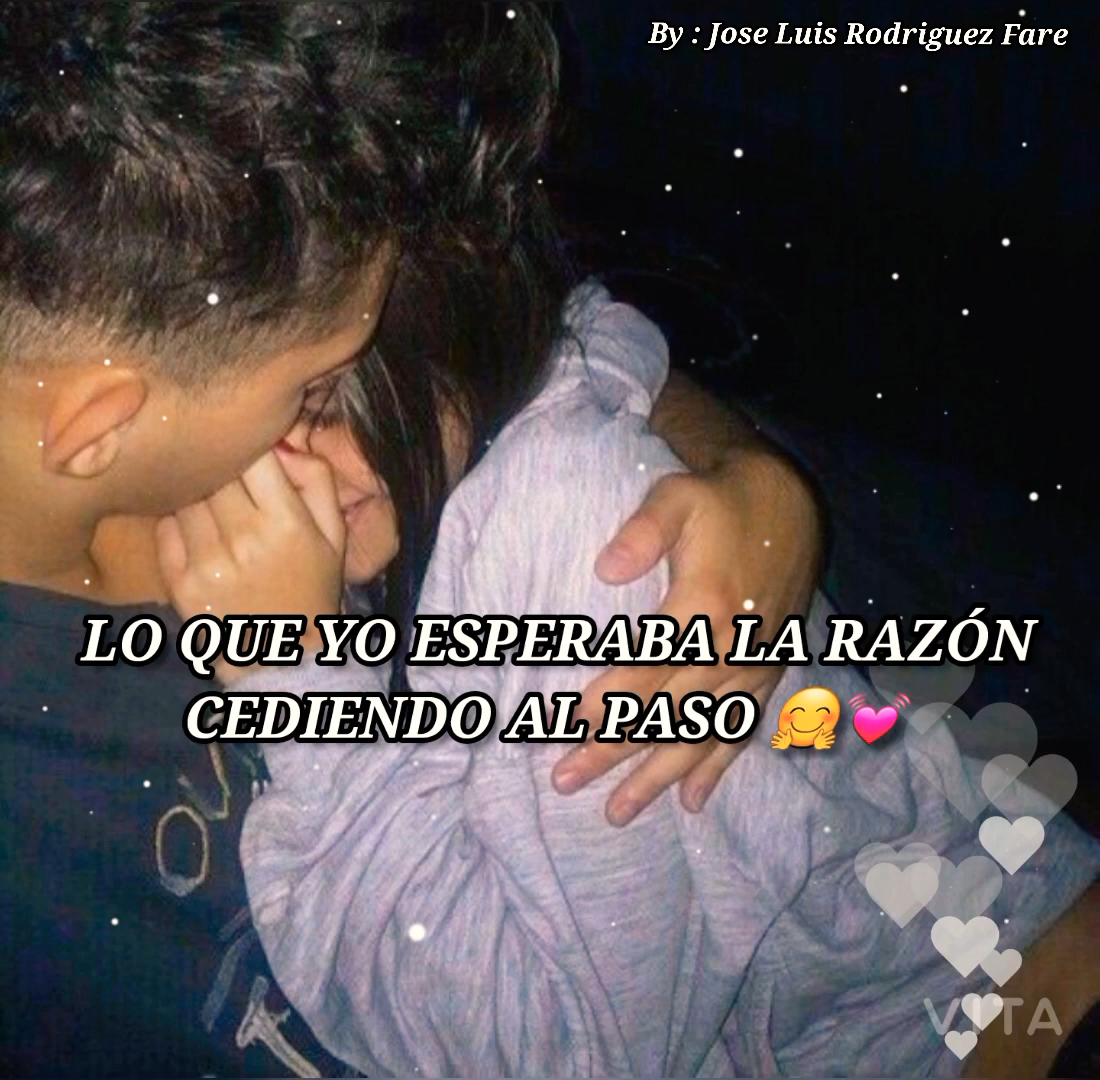 By : Jose Luis Rodriguez Fare
LO QUE YO ESPERABA LA RAZÓN
CEDIENDO AL PASO 🤗💓
VITA